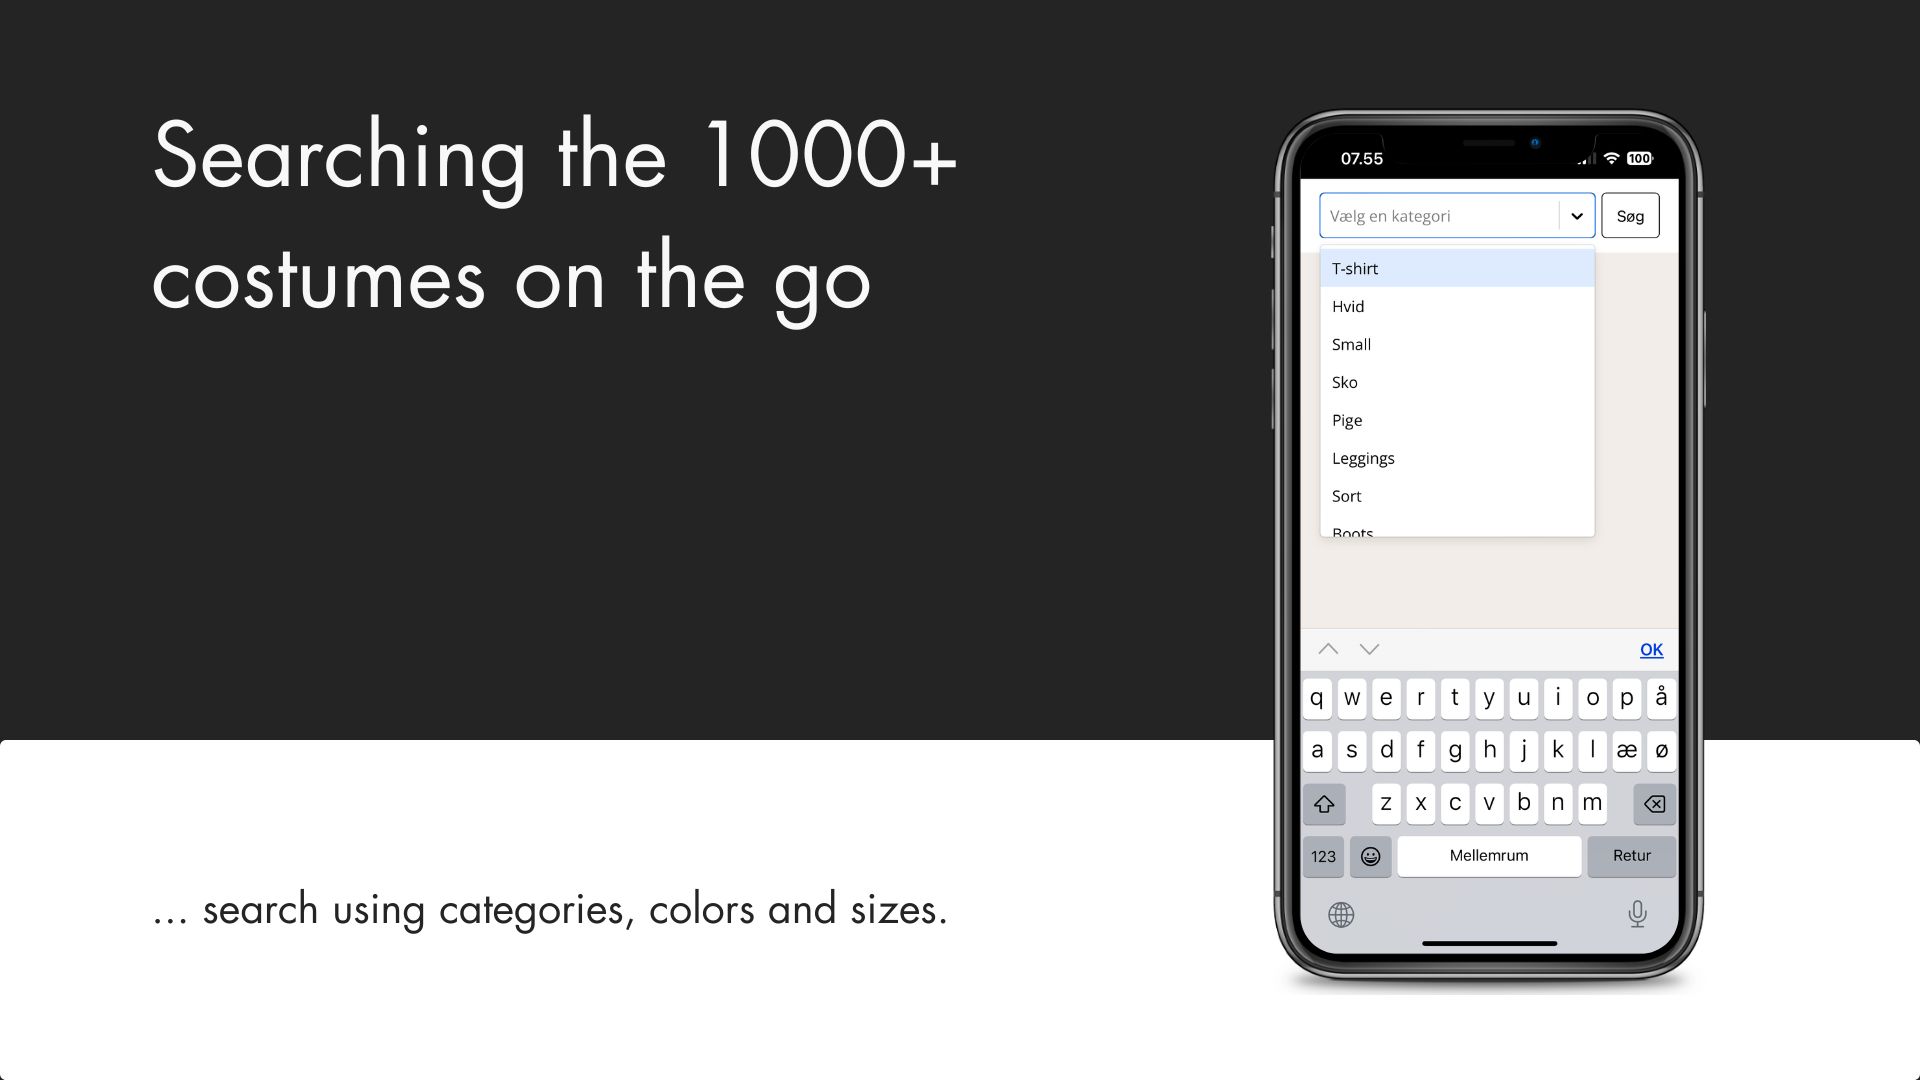 Searching the 1000+
costumes on the go
... search using categories, colors and sizes.
07.55
100
Vælg en kategori
Søg
T-shirt
Hvid
Small
Sko
Pige
Leggings
Sort
Boots
OK
q w e r t y u i o p å
a s d f g h j k l æ ø
z x c v b n m
123 Mellemrum Retur